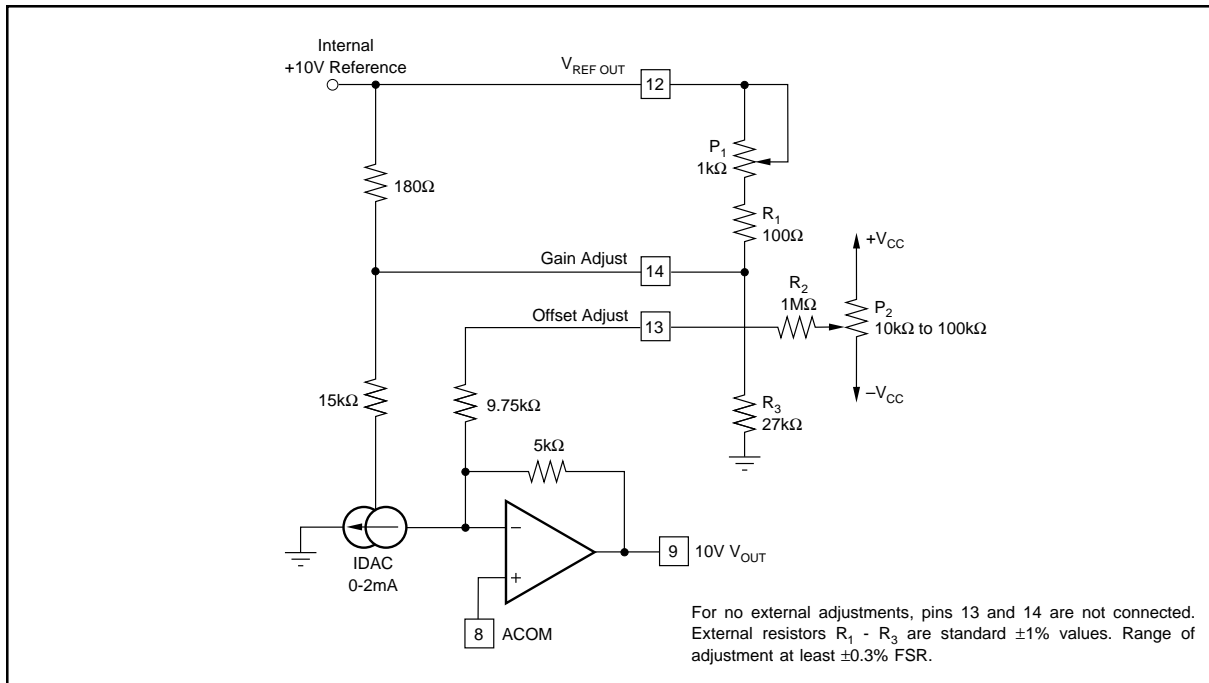 Internal
+10V Reference
V_REF OUT
12
P₁
1kΩ
180Ω
R₁
100Ω
Gain Adjust
14
+V_CC
R₂
1MΩ
P₂
10kΩ to 100kΩ
Offset Adjust
13
–V_CC
15kΩ
9.75kΩ
R₃
27kΩ
5kΩ
–
+
IDAC
0-2mA
9
10V V_OUT
8
ACOM
For no external adjustments, pins 13 and 14 are not connected.
External resistors R₁ - R₃ are standard ±1% values. Range of
adjustment at least ±0.3% FSR.